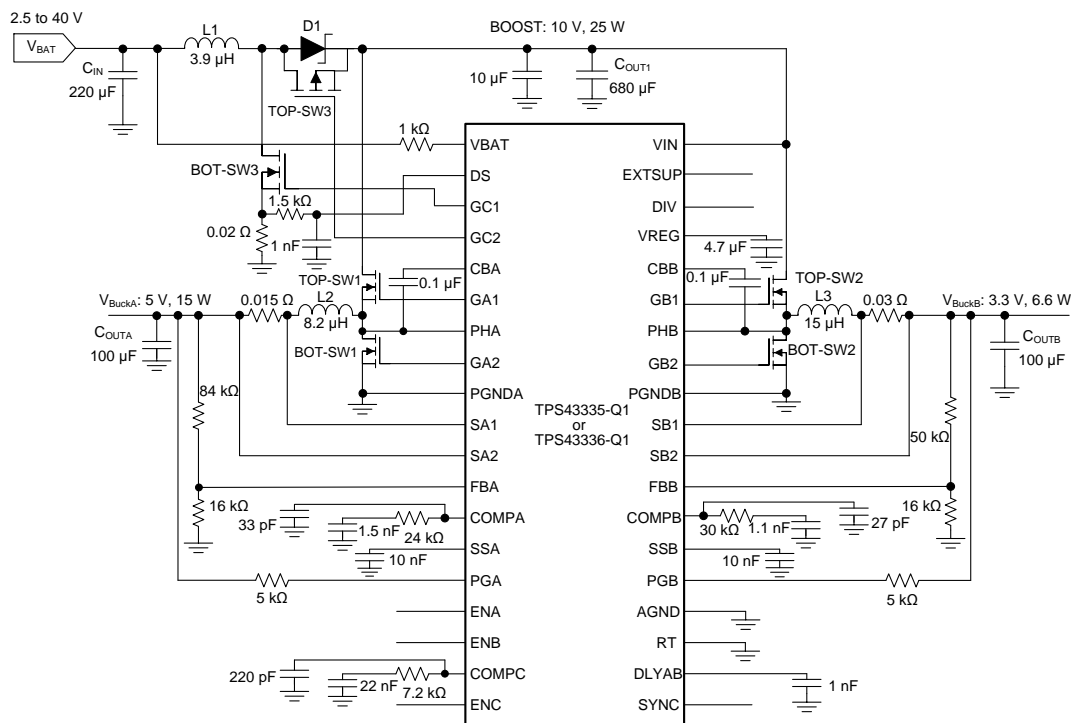 2.5 to 40 V
VBAT
CIN
220 µF
L1
3.9 µH
D1
TOP-SW3
BOOST: 10 V, 25 W
10 µF
COUT1
680 µF
1 kΩ
BOT-SW3
1.5 kΩ
0.02 Ω
1 nF
TOP-SW1
0.1 µF
VBuckA: 5 V, 15 W
0.015 Ω
L2
8.2 µH
COUTA
100 µF
BOT-SW1
84 kΩ
16 kΩ
33 pF
1.5 nF
24 kΩ
10 nF
5 kΩ
220 pF
22 nF
7.2 kΩ
VBAT
DS
GC1
GC2
CBA
GA1
PHA
GA2
PGNDA
SA1
SA2
FBA
COMPA
SSA
PGA
ENA
ENB
COMPC
ENC
TPS43335-Q1
or
TPS43336-Q1
VIN
EXTSUP
DIV
VREG
CBB
GB1
PHB
GB2
PGNDB
SB1
SB2
FBB
COMPB
SSB
PGB
AGND
RT
DLYAB
SYNC
4.7 µF
0.1 µF
TOP-SW2
L3
15 µH
0.03 Ω
VBuckB: 3.3 V, 6.6 W
BOT-SW2
COUTB
100 µF
50 kΩ
16 kΩ
30 kΩ
1.1 nF
27 pF
10 nF
5 kΩ
1 nF